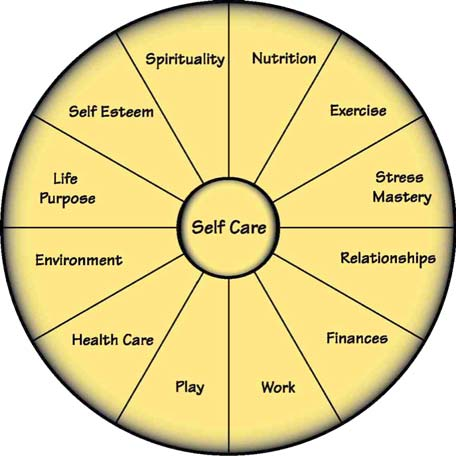 Spirituality
Nutrition
Self Esteem
Exercise
Life
Purpose
Stress
Mastery
Self Care
Environment
Relationships
Health Care
Finances
Play
Work